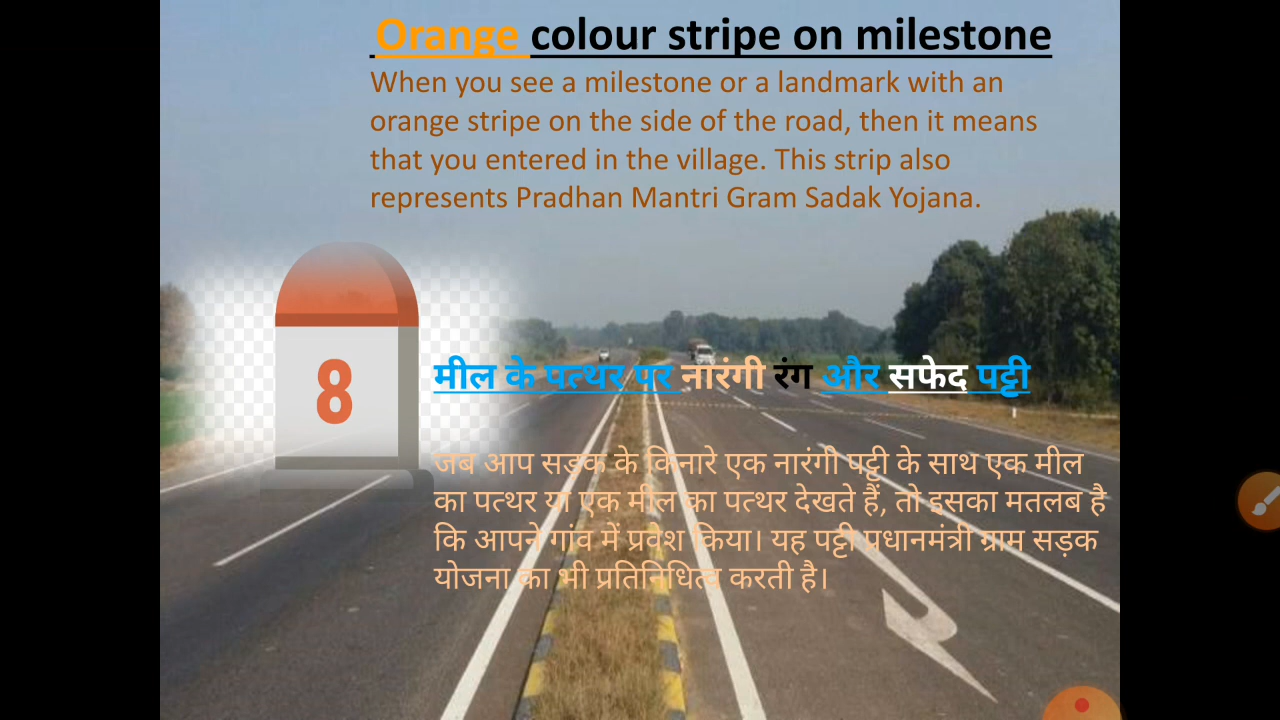 Orange colour stripe on milestone
When you see a milestone or a landmark with an
orange stripe on the side of the road, then it means
that you entered in the village. This strip also
represents Pradhan Mantri Gram Sadak Yojana.
8
मील के पत्थर पर नारंगी रंग और सफेद पट्टी
जब आप सड़क के किनारे एक नारंगी पट्टी के साथ एक मील
का पत्थर या एक मील का पत्थर देखते हैं, तो इसका मतलब है
कि आपने गांव में प्रवेश किया। यह पट्टी प्रधानमंत्री ग्राम सड़क
योजना का भी प्रतिनिधित्व करती है।